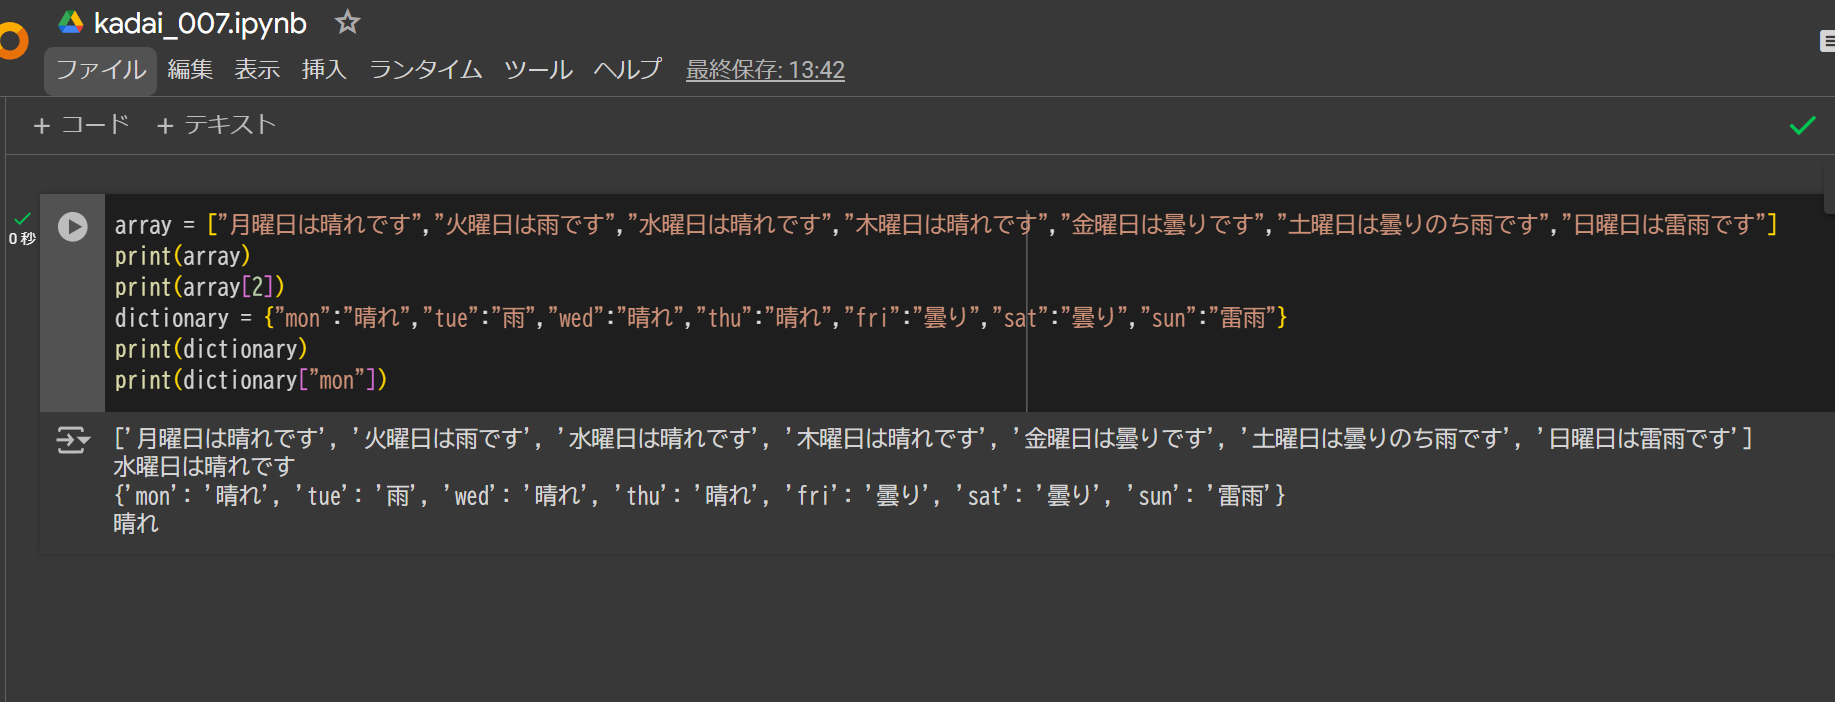 kadai_007.ipynb
ファイル 編集 表示 挿入 ランタイム ツール ヘルプ 最終保存: 13:42
+ コード + テキスト
0 秒
array = ["月曜日は晴れです","火曜日は雨です","水曜日は晴れです","木曜日は晴れです","金曜日は曇りです","土曜日は曇りのち雨です","日曜日は雷雨です"]
print(array)
print(array[2])
dictionary = {"mon":"晴れ","tue":"雨","wed":"晴れ","thu":"晴れ","fri":"曇り","sat":"曇り","sun":"雷雨"}
print(dictionary)
print(dictionary["mon"])
['月曜日は晴れです', '火曜日は雨です', '水曜日は晴れです', '木曜日は晴れです', '金曜日は曇りです', '土曜日は曇りのち雨です', '日曜日は雷雨です']
水曜日は晴れです
{'mon': '晴れ', 'tue': '雨', 'wed': '晴れ', 'thu': '晴れ', 'fri': '曇り', 'sat': '曇り', 'sun': '雷雨'}
晴れ